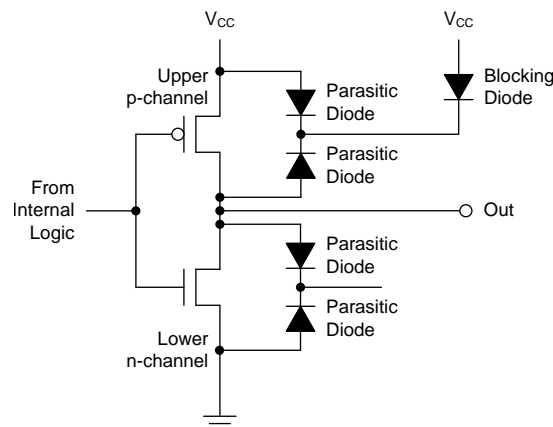 VCC
VCC
Upper
p-channel
Parasitic
Diode
Blocking
Diode
Parasitic
Diode
From
Internal
Logic
Out
Parasitic
Diode
Parasitic
Diode
Lower
n-channel